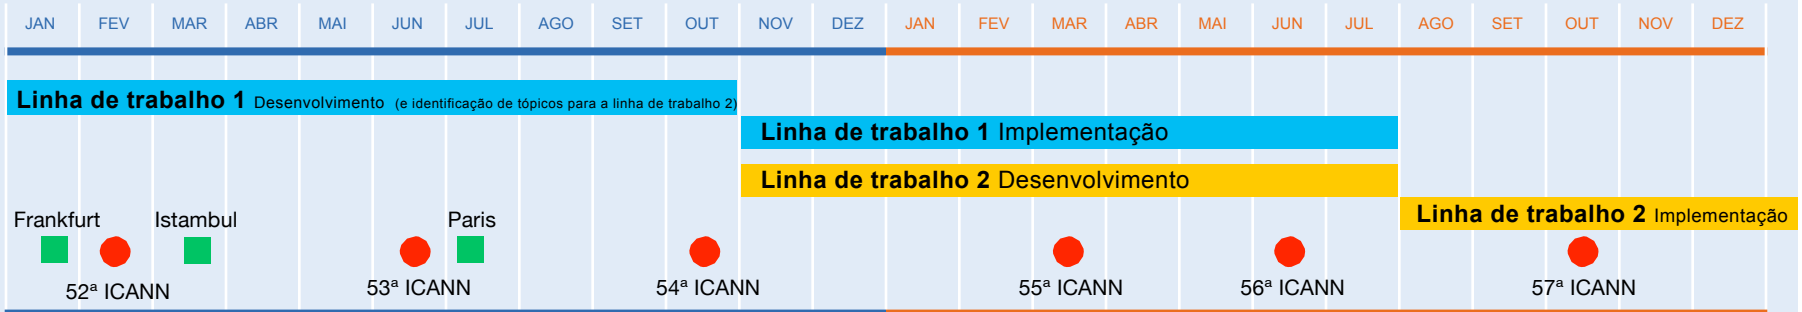 JAN FEV MAR ABR MAI JUN JUL AGO SET OUT NOV DEZ JAN FEV MAR ABR MAI JUN JUL AGO SET OUT NOV DEZ
Linha de trabalho 1 Desenvolvimento (e identificação de tópicos para a linha de trabalho 2)
Linha de trabalho 1 Implementação
Linha de trabalho 2 Desenvolvimento
Linha de trabalho 2 Implementação
Frankfurt Istambul Paris
52ª ICANN 53ª ICANN 54ª ICANN 55ª ICANN 56ª ICANN 57ª ICANN